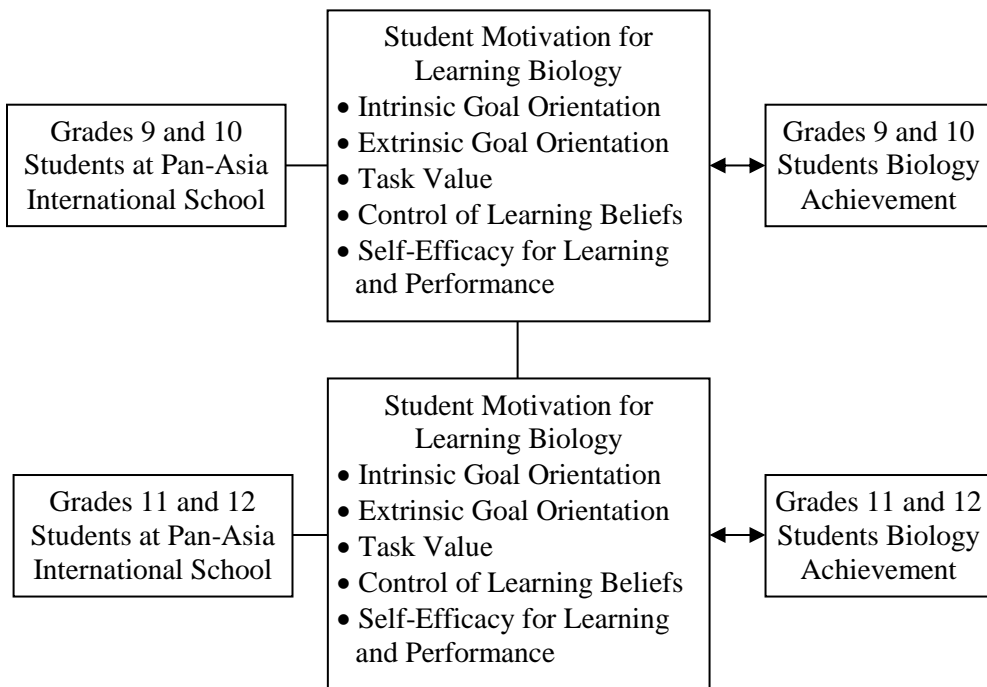 Student Motivation for
Learning Biology
• Intrinsic Goal Orientation
• Extrinsic Goal Orientation
• Task Value
• Control of Learning Beliefs
• Self-Efficacy for Learning
and Performance
Grades 9 and 10
Students at Pan-Asia
International School
Grades 9 and 10
Students Biology
Achievement
Student Motivation for
Learning Biology
• Intrinsic Goal Orientation
• Extrinsic Goal Orientation
• Task Value
• Control of Learning Beliefs
• Self-Efficacy for Learning
and Performance
Grades 11 and 12
Students at Pan-Asia
International School
Grades 11 and 12
Students Biology
Achievement